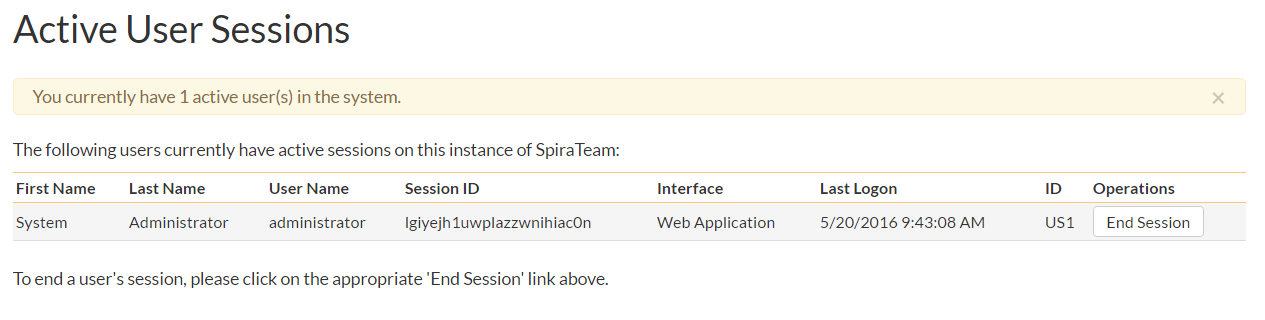 Active User Sessions
You currently have 1 active user(s) in the system. ×
The following users currently have active sessions on this instance of SpiraTeam:
First Name Last Name User Name Session ID Interface Last Logon ID Operations
System Administrator administrator lgiyejh1uwplazzwnihiac0n Web Application 5/20/2016 9:43:08 AM US1 End Session
To end a user's session, please click on the appropriate 'End Session' link above.